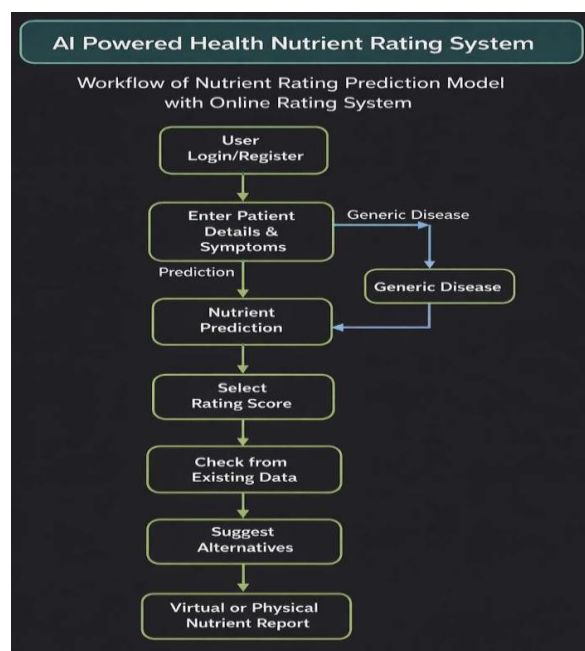 AI Powered Health Nutrient Rating System
Workflow of Nutrient Rating Prediction Model
with Online Rating System
User
Login/Register
Enter Patient
Details &
Symptoms
Generic Disease
Prediction
Generic Disease
Nutrient
Prediction
Select
Rating Score
Check from
Existing Data
Suggest
Alternatives
Virtual or Physical
Nutrient Report